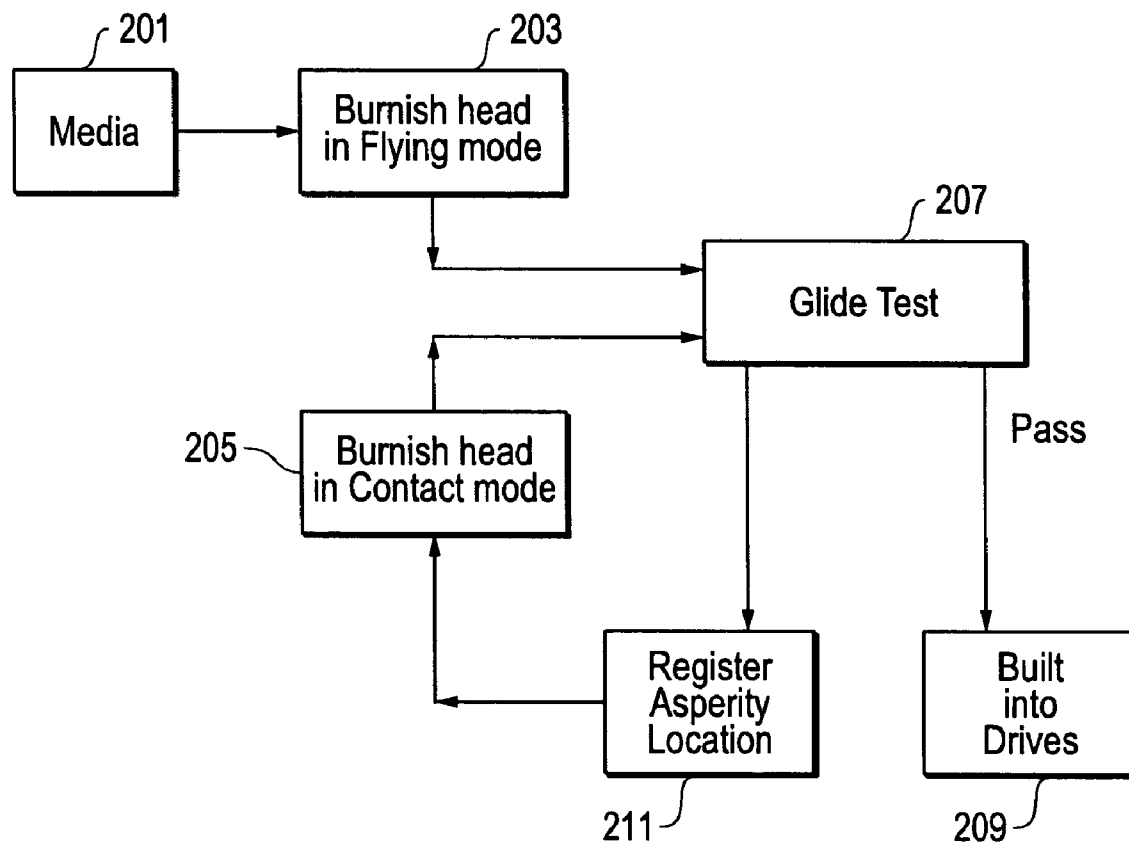 201
Media
203
Burnish head
in Flying mode
207
Glide Test
205
Burnish head
in Contact mode
Pass
Register
Asperity
Location
211
Built
into
Drives
209